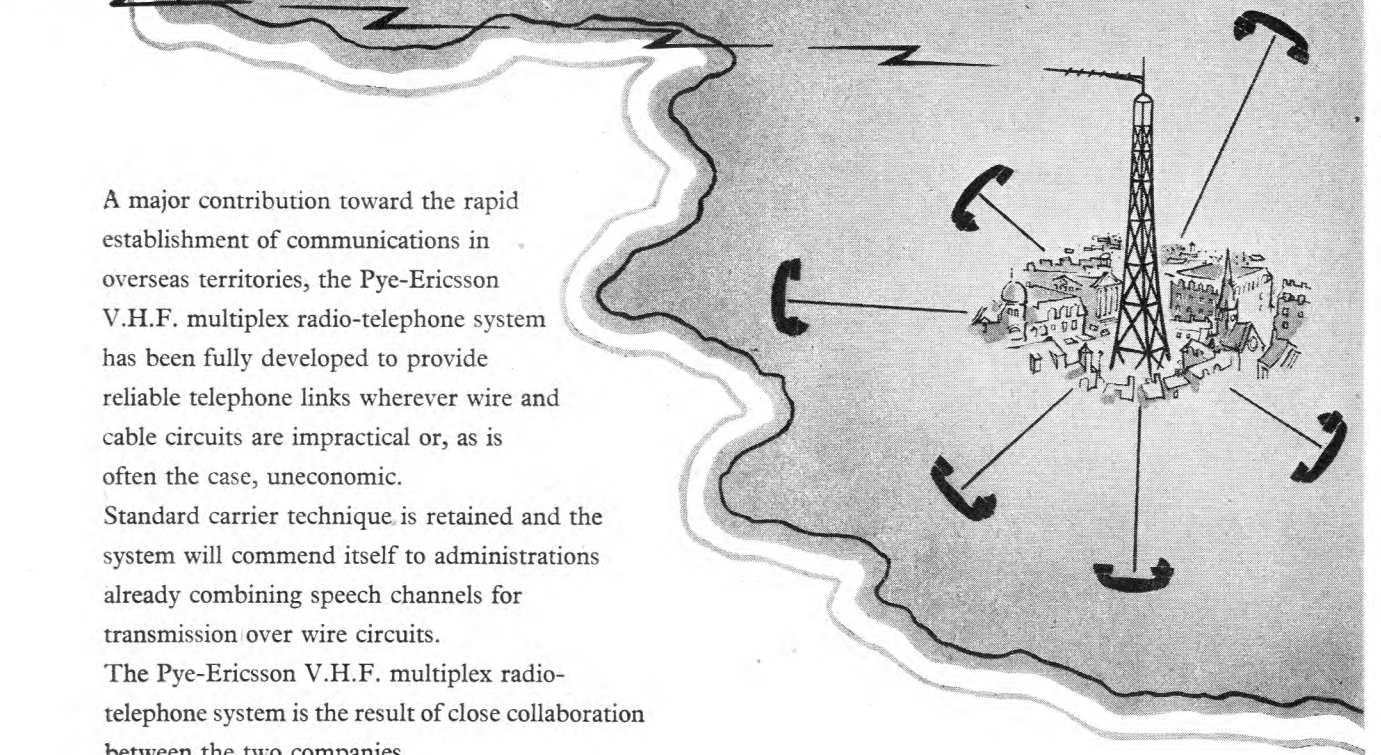 A major contribution toward the rapid
establishment of communications in
overseas territories, the Pye-Ericsson
V.H.F. multiplex radio-telephone system
has been fully developed to provide
reliable telephone links wherever wire and
cable circuits are impractical or, as is
often the case, uneconomic.
Standard carrier technique is retained and the
system will commend itself to administrations
already combining speech channels for
transmission over wire circuits.
The Pye-Ericsson V.H.F. multiplex radio-
telephone system is the result of close collaboration
between the two companies